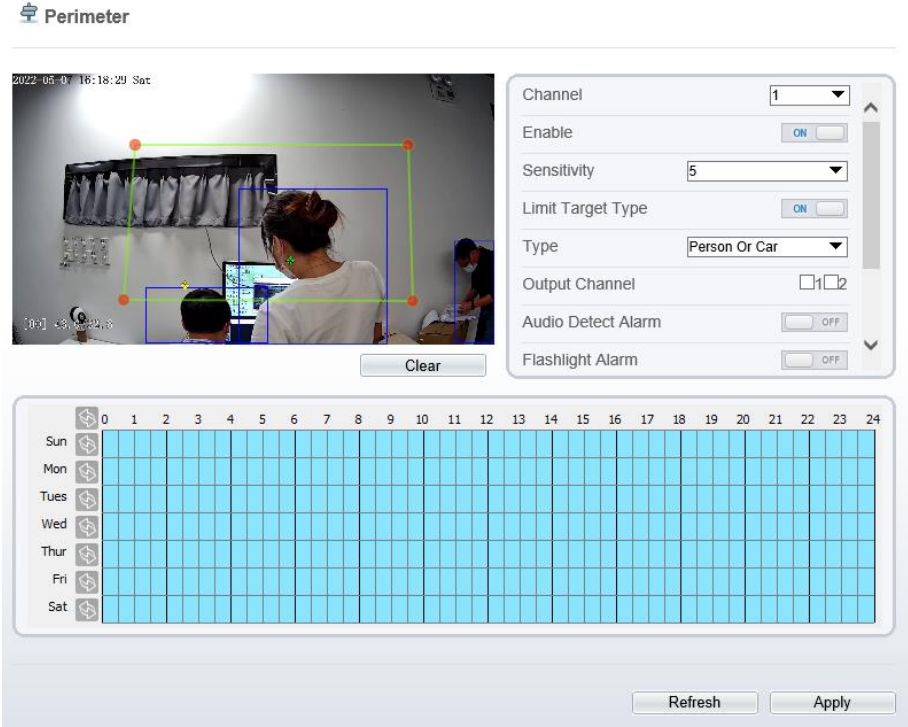 Perimeter
2022-05-07 16:18:29 Sat
Channel 1
Enable ON
Sensitivity 5
Limit Target Type ON
Type Person Or Car
Output Channel 1 2
Audio Detect Alarm OFF
Flashlight Alarm OFF
Clear
0 1 2 3 4 5 6 7 8 9 10 11 12 13 14 15 16 17 18 19 20 21 22 23 24
Sun
Mon
Tues
Wed
Thur
Fri
Sat
Refresh Apply